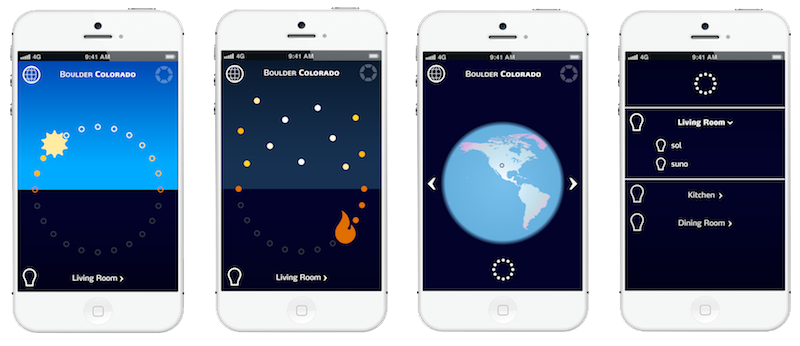 4G 9:41 AM
BOULDER COLORADO
Living Room >
4G 9:41 AM
BOULDER COLORADO
Living Room >
4G 9:41 AM
BOULDER COLORADO
4G 9:41 AM
Living Room
sol
suno
Kitchen >
Dining Room >